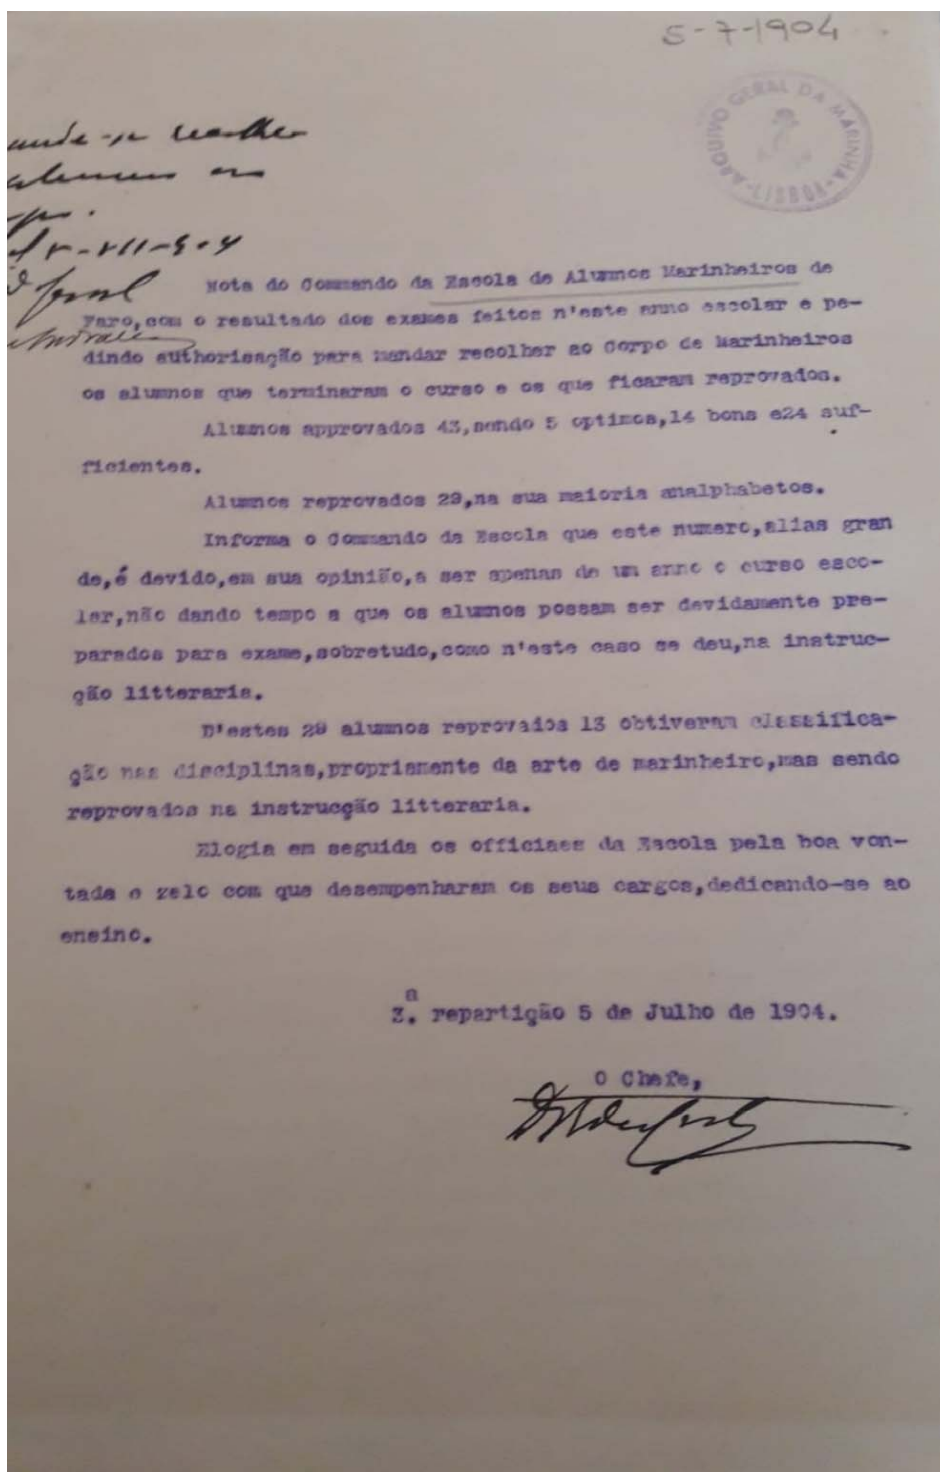 5-7-1904
ARQUIVO GERAL DA MARINHA
-LISBOA-
Nota do Commando da Escola de Alumnos Marinheiros de
Faro,com o resultado dos exames feitos n'este anno escolar e pe-
dindo authorisação para mandar recolher ao Corpo de Marinheiros
os alumnos que terminaram o curso e os que ficaram reprovados.
Alumnos approvados 43,sendo 5 optimos,14 bons e24 suf-
ficientes.
Alumnos reprovados 29,na sua maioria analphabetos.
Informa o Commando da Escola que este numero,alias gran
de,é devido,em sua opinião,a ser apenas de um anno o curso esco-
lar,não dando tempo a que os alumnos possam ser devidamente pre-
parados para exame,sobretudo,como n'este caso se deu,na instruc-
ção litteraria.
D'estes 29 alumnos reprovados 13 obtiveram classifica-
ção nas disciplinas,propriamente da arte de marinheiro,mas sendo
reprovados na instrucção litteraria.
Elogia em seguida os officiaes da Escola pela boa von-
tade e zelo com que desempenharam os seus cargos,dedicando-se ao
ensino.
a
repartição 5 de Julho de 1904.
O Chefe,